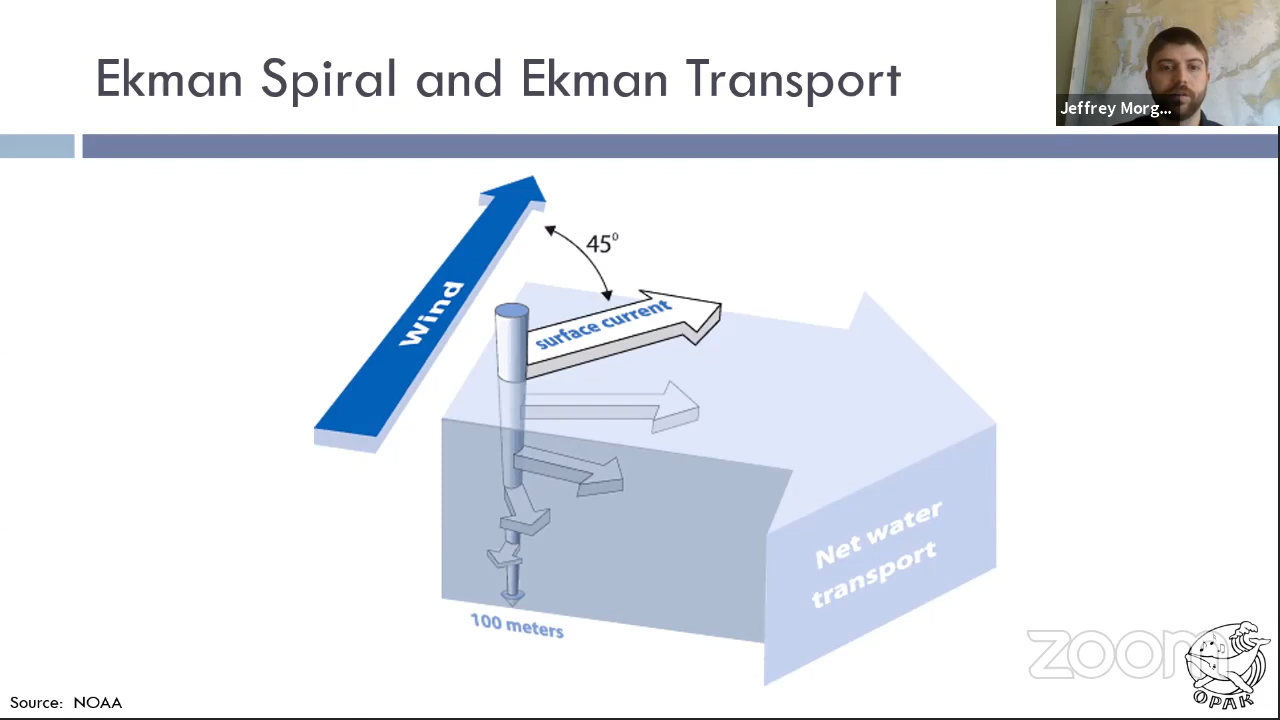 Ekman Spiral and Ekman Transport
Jeffrey Morg...
45°
Wind
surface current
Net water
transport
100 meters
zoom
OPAK
Source: NOAA